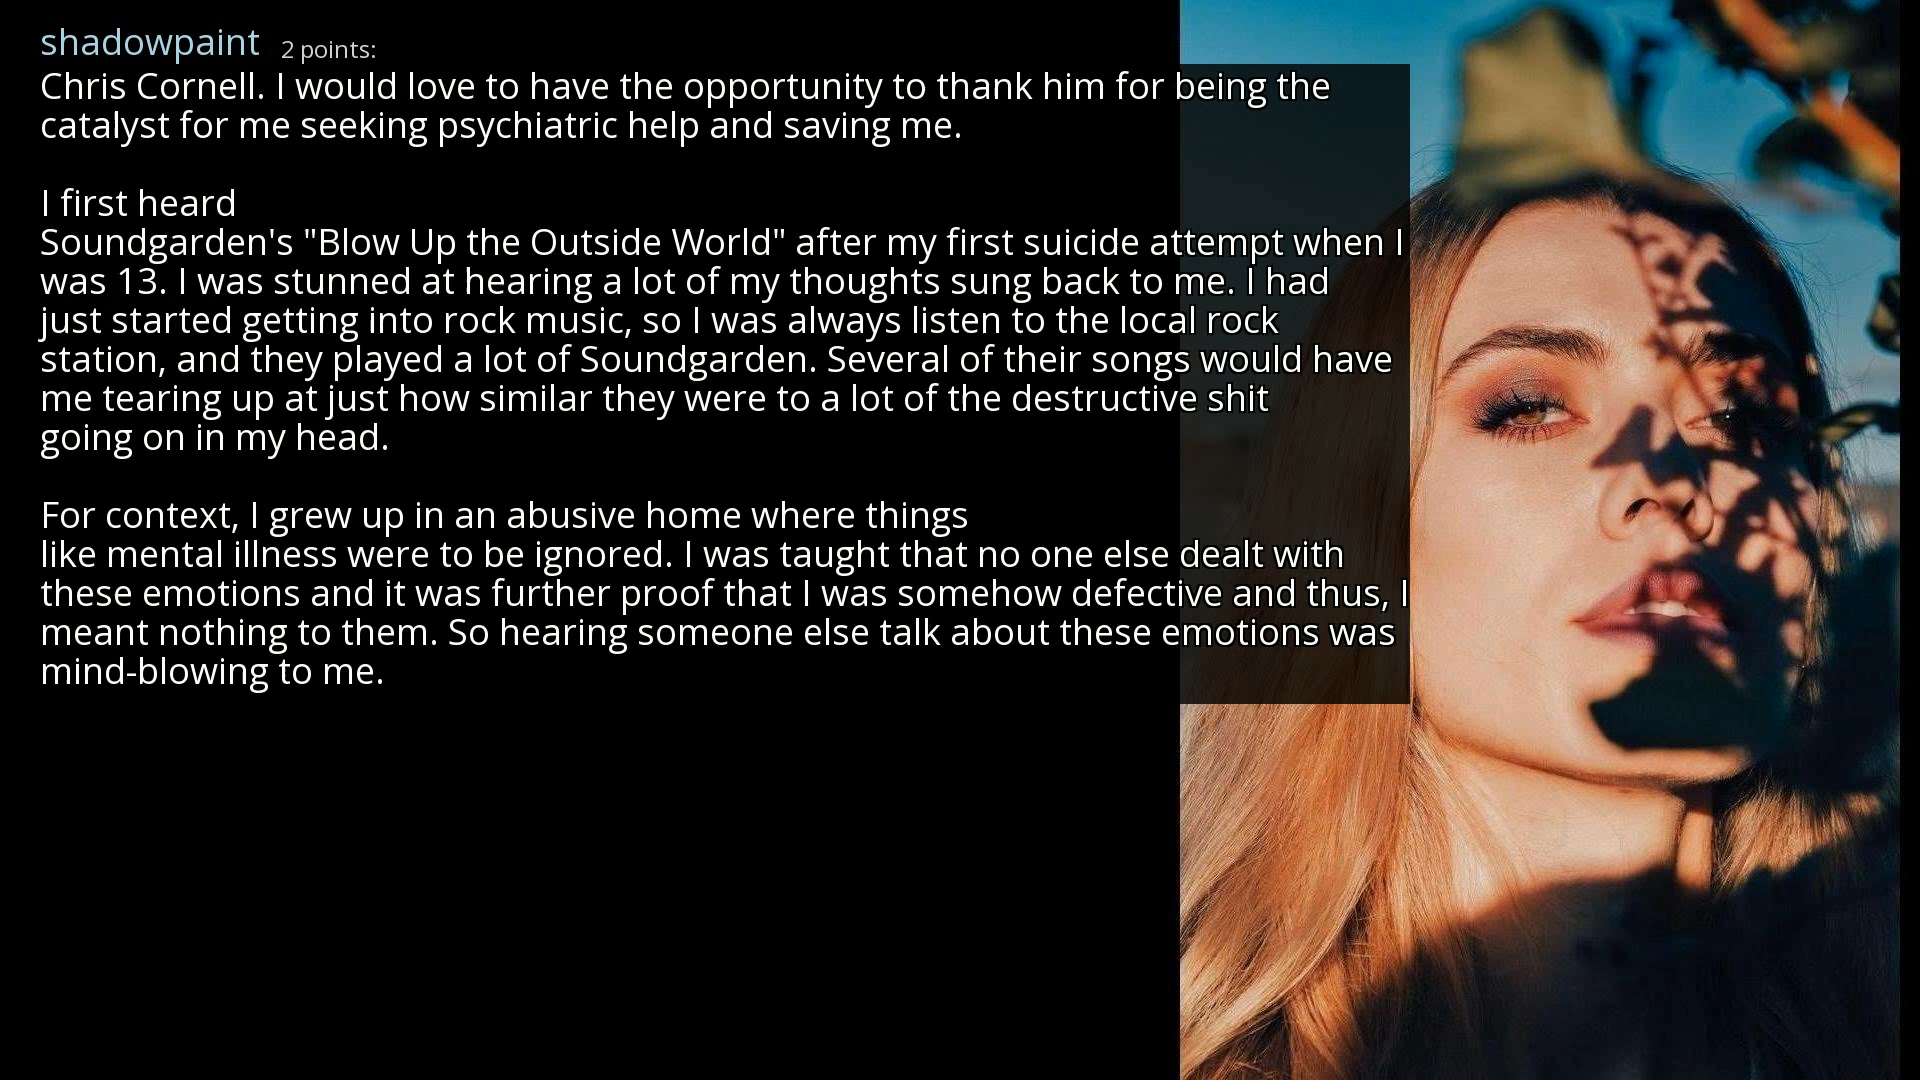 shadowpaint 2 points:
Chris Cornell. I would love to have the opportunity to thank him for being the
catalyst for me seeking psychiatric help and saving me.
I first heard
Soundgarden's "Blow Up the Outside World" after my first suicide attempt when I
was 13. I was stunned at hearing a lot of my thoughts sung back to me. I had
just started getting into rock music, so I was always listen to the local rock
station, and they played a lot of Soundgarden. Several of their songs would have
me tearing up at just how similar they were to a lot of the destructive shit
going on in my head.
For context, I grew up in an abusive home where things
like mental illness were to be ignored. I was taught that no one else dealt with
these emotions and it was further proof that I was somehow defective and thus, I
meant nothing to them. So hearing someone else talk about these emotions was
mind-blowing to me.